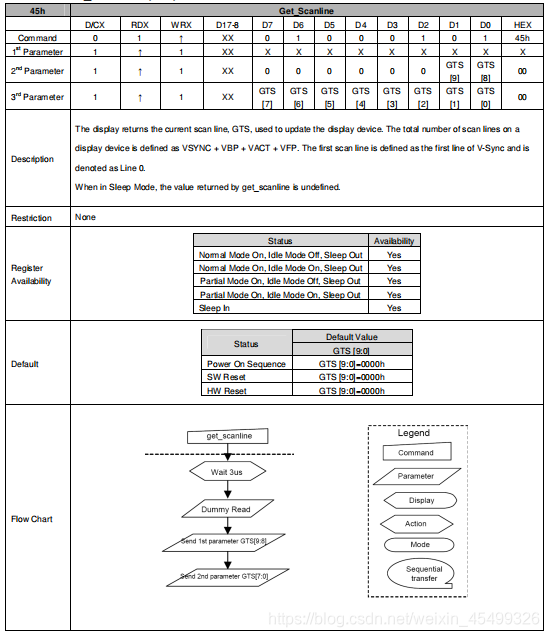 45h Get_Scanline
D/CX RDX WRX D17-8 D7 D6 D5 D4 D3 D2 D1 D0 HEX
Command 0 1 ↑ XX 0 1 0 0 0 1 0 1 45h
1st Parameter 1 ↑ 1 XX X X X X X X X X X
2nd Parameter 1 ↑ 1 XX 0 0 0 0 0 0 GTS [9] GTS [8] 00
3rd Parameter 1 ↑ 1 XX GTS [7] GTS [6] GTS [5] GTS [4] GTS [3] GTS [2] GTS [1] GTS [0] 00
Description
The display returns the current scan line, GTS, used to update the display device. The total number of scan lines on a
display device is defined as VSYNC + VBP + VACT + VFP. The first scan line is defined as the first line of V-Sync and is
denoted as Line 0.
When in Sleep Mode, the value returned by get_scanline is undefined.
Restriction None
Register
Availability
Status Availability
Normal Mode On, Idle Mode Off, Sleep Out Yes
Normal Mode On, Idle Mode On, Sleep Out Yes
Partial Mode On, Idle Mode Off, Sleep Out Yes
Partial Mode On, Idle Mode On, Sleep Out Yes
Sleep In Yes
Default
Status Default Value
GTS [9:0]
Power On Sequence GTS [9:0]=0000h
SW Reset GTS [9:0]=0000h
HW Reset GTS [9:0]=0000h
Flow Chart
get_scanline
Wait 3us
Dummy Read
Send 1st parameter GTS[9:8]
Send 2nd parameter GTS[7:0]
Legend
Command
Parameter
Display
Action
Mode
Sequential
transfer
https://blog.csdn.net/weixin_45499326